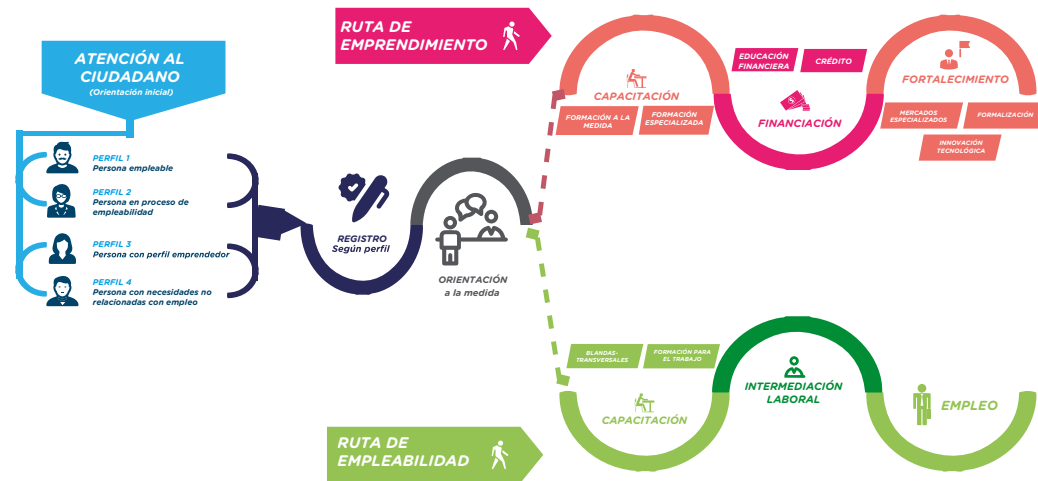 RUTA DE
EMPRENDIMIENTO
ATENCIÓN AL
CIUDADANO
(Orientación inicial)
PERFIL 1
Persona empleable
PERFIL 2
Persona en proceso de
empleabilidad
PERFIL 3
Persona con perfil emprendedor
PERFIL 4
Persona con necesidades no
relacionadas con empleo
REGISTRO
Según perfil
ORIENTACIÓN
a la medida
CAPACITACIÓN
FORMACIÓN A LA
MEDIDA
FORMACIÓN
ESPECIALIZADA
EDUCACIÓN
FINANCIERA
CRÉDITO
FINANCIACIÓN
FORTALECIMIENTO
MERCADOS
ESPECIALIZADOS
FORMALIZACIÓN
INNOVACIÓN
TECNOLÓGICA
BLANDAS-
TRANSVERSALES
FORMACIÓN PARA
EL TRABAJO
CAPACITACIÓN
INTERMEDIACIÓN
LABORAL
EMPLEO
RUTA DE
EMPLEABILIDAD